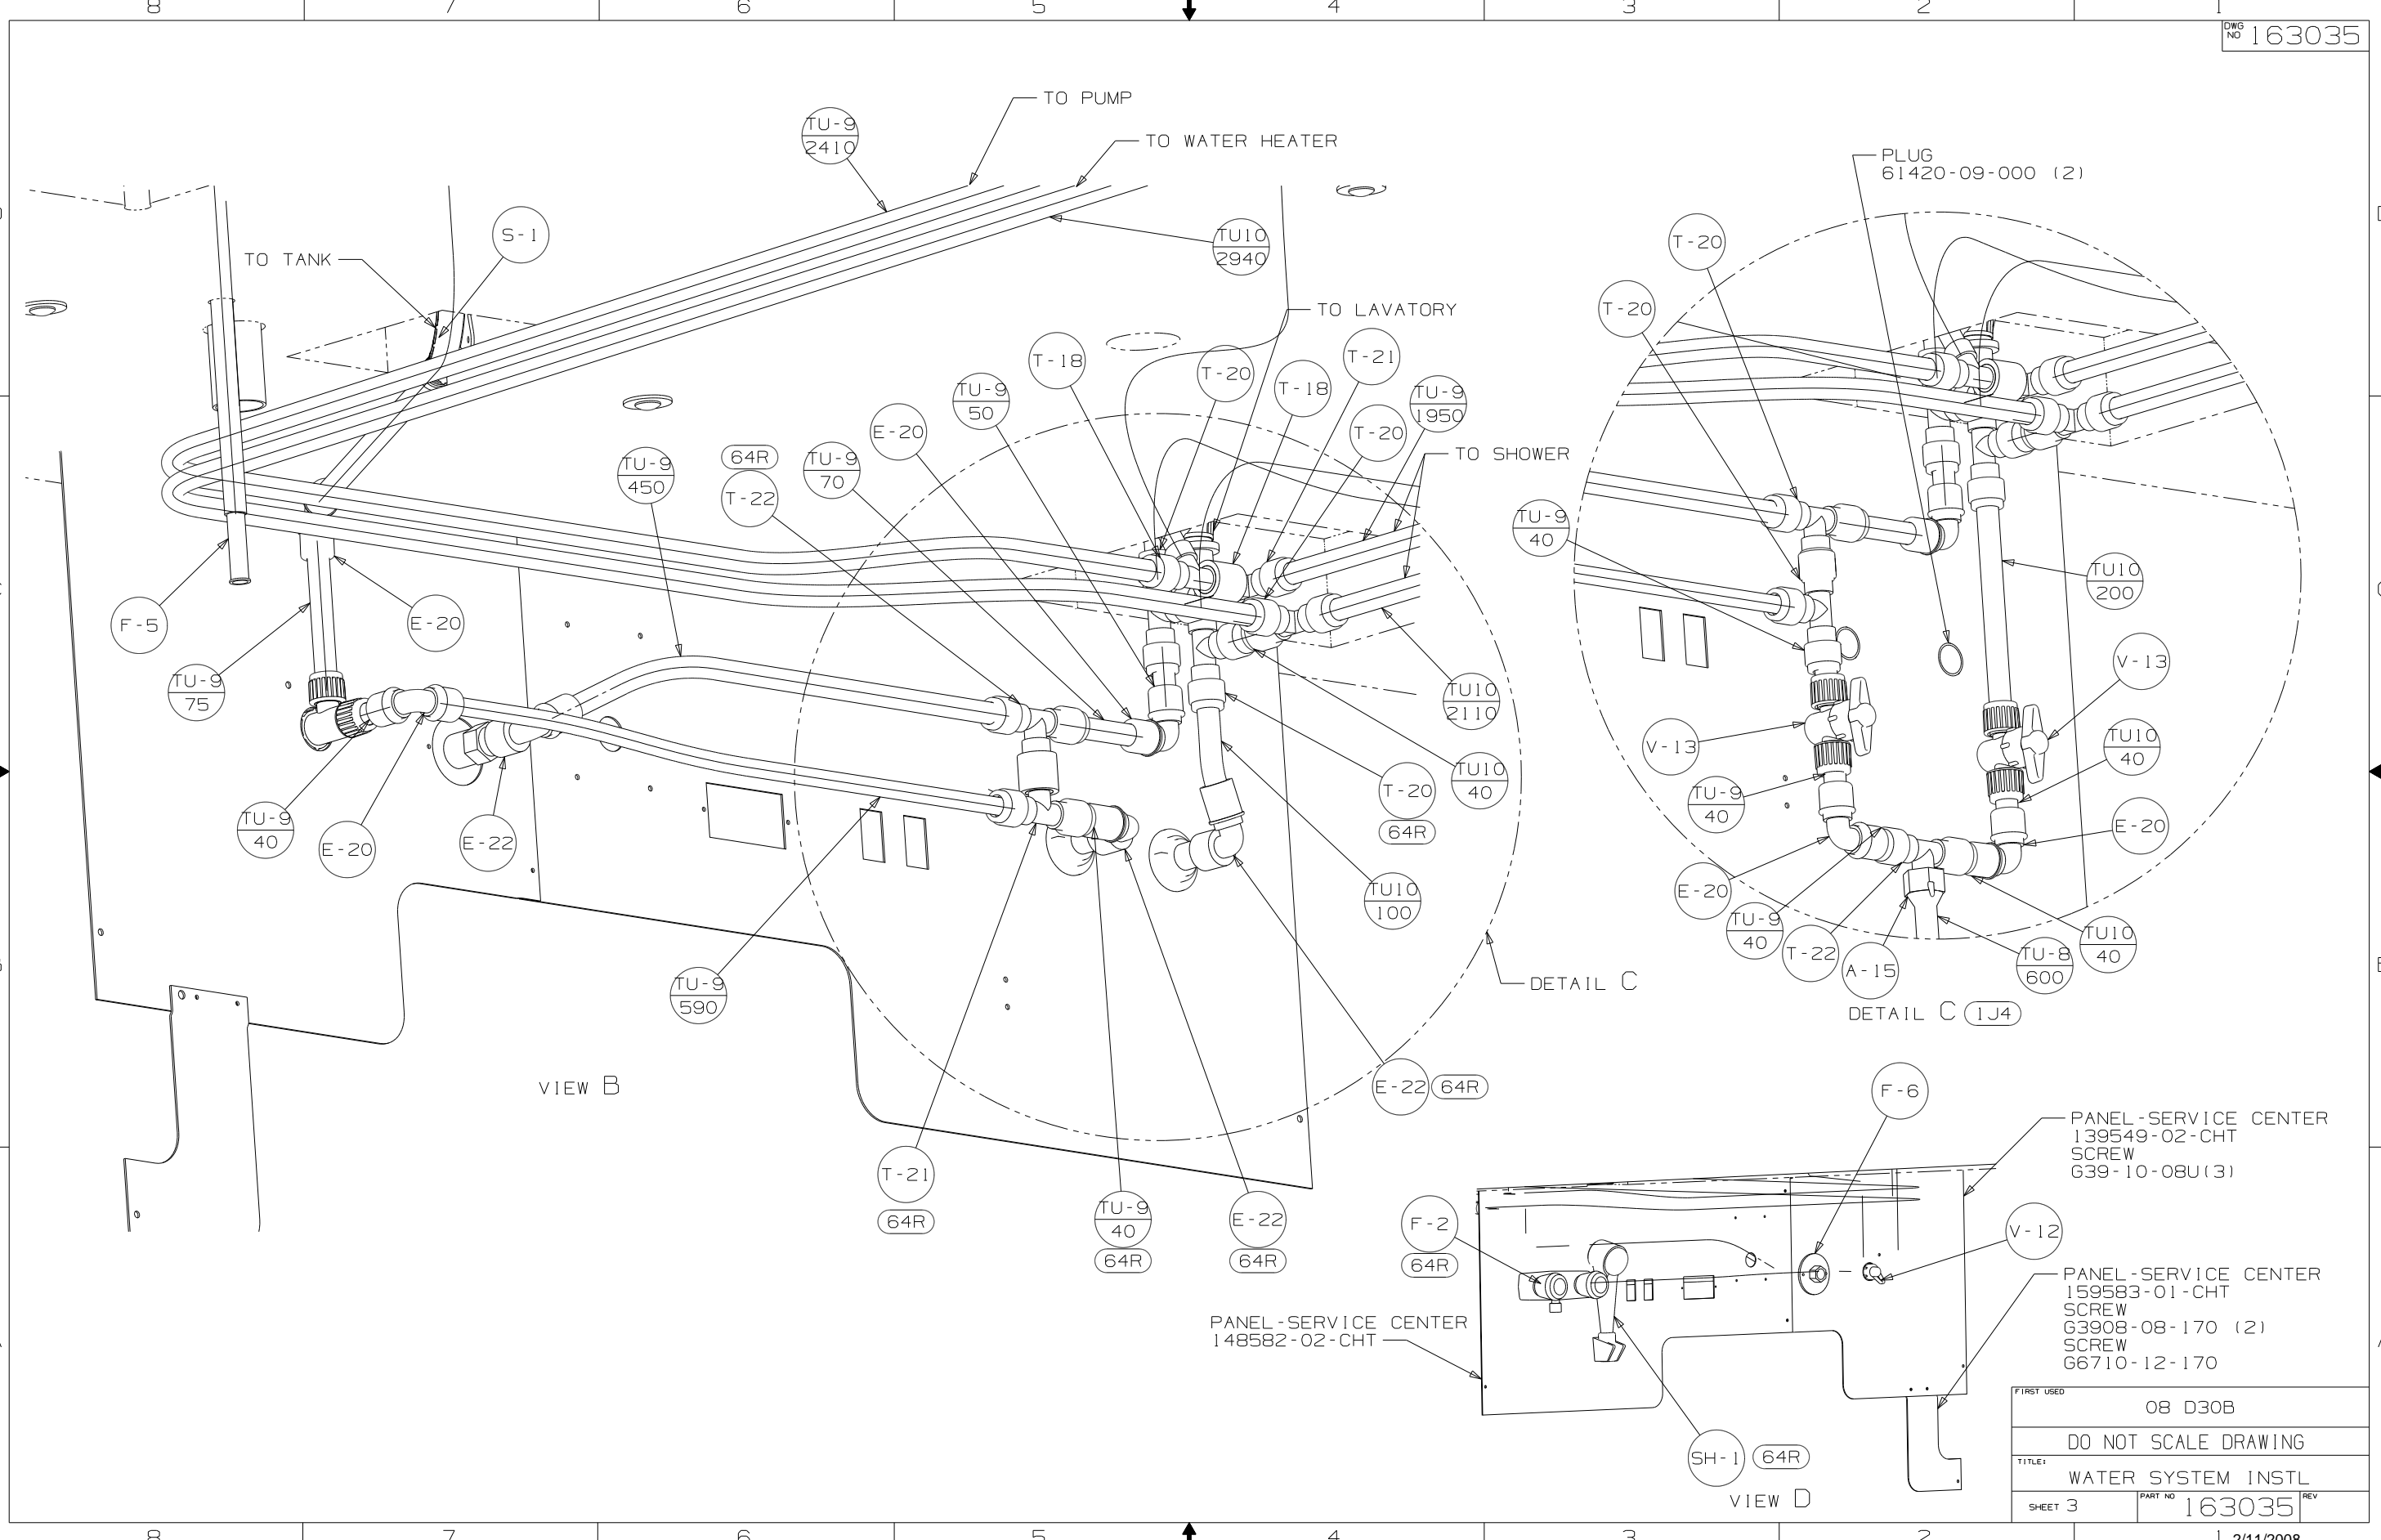 8 7 6 5 4 3 2 1
DWG NO 163035
TO PUMP
TU-9
2410
TO WATER HEATER
S-1
TO TANK
TU10
2940
TO LAVATORY
T-18
T-20
T-21
T-18
TU-9
1950
T-20
TO SHOWER
TU-9
50
E-20
64R
TU-9
70
TU-9
450
T-22
F-5
E-20
TU-9
75
TU10
2110
TU10
40
T-20
64R
TU-9
40
E-20
E-22
TU10
100
TU-9
590
DETAIL C
VIEW B
E-22 64R
T-21
64R
TU-9
40
64R
E-22
64R
PLUG
61420-09-000 (2)
T-20
T-20
TU-9
40
TU10
200
V-13
V-13
TU10
40
TU-9
40
E-20
E-20
TU-9
40
T-22
A-15
TU-8
600
TU10
40
DETAIL C 1J4
F-6
PANEL-SERVICE CENTER
139549-02-CHT
SCREW
G39-10-08U(3)
F-2
64R
V-12
PANEL-SERVICE CENTER
159583-01-CHT
SCREW
G3908-08-170 (2)
SCREW
G6710-12-170
PANEL-SERVICE CENTER
148582-02-CHT
SH-1 64R
VIEW D
FIRST USED
08 D30B
DO NOT SCALE DRAWING
TITLE:
WATER SYSTEM INSTL
SHEET 3
PART NO 163035 REV
8 7 6 5 4 3 2 1
2/11/2008